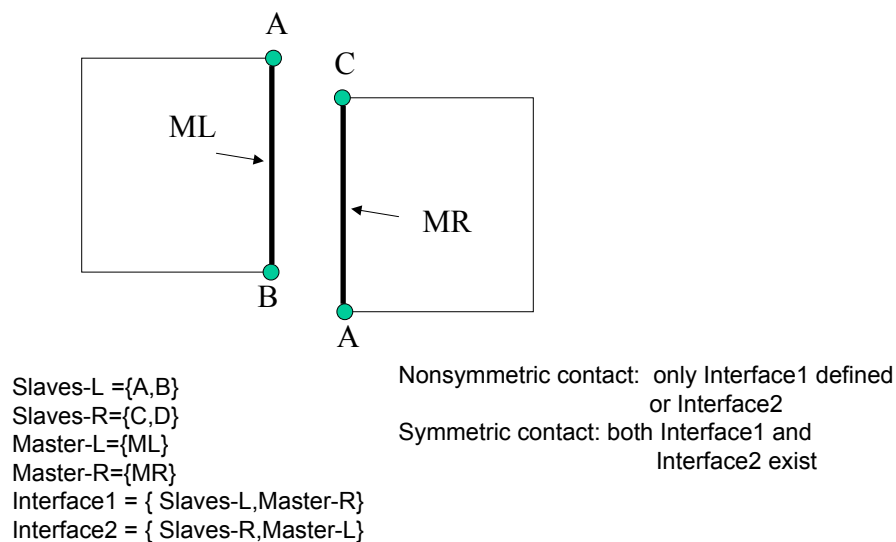 A
C
ML
MR
B
A
Slaves-L ={A,B}
Slaves-R={C,D}
Master-L={ML}
Master-R={MR}
Interface1 = { Slaves-L,Master-R}
Interface2 = { Slaves-R,Master-L}
Nonsymmetric contact:  only Interface1 defined
or Interface2
Symmetric contact: both Interface1 and
Interface2 exist